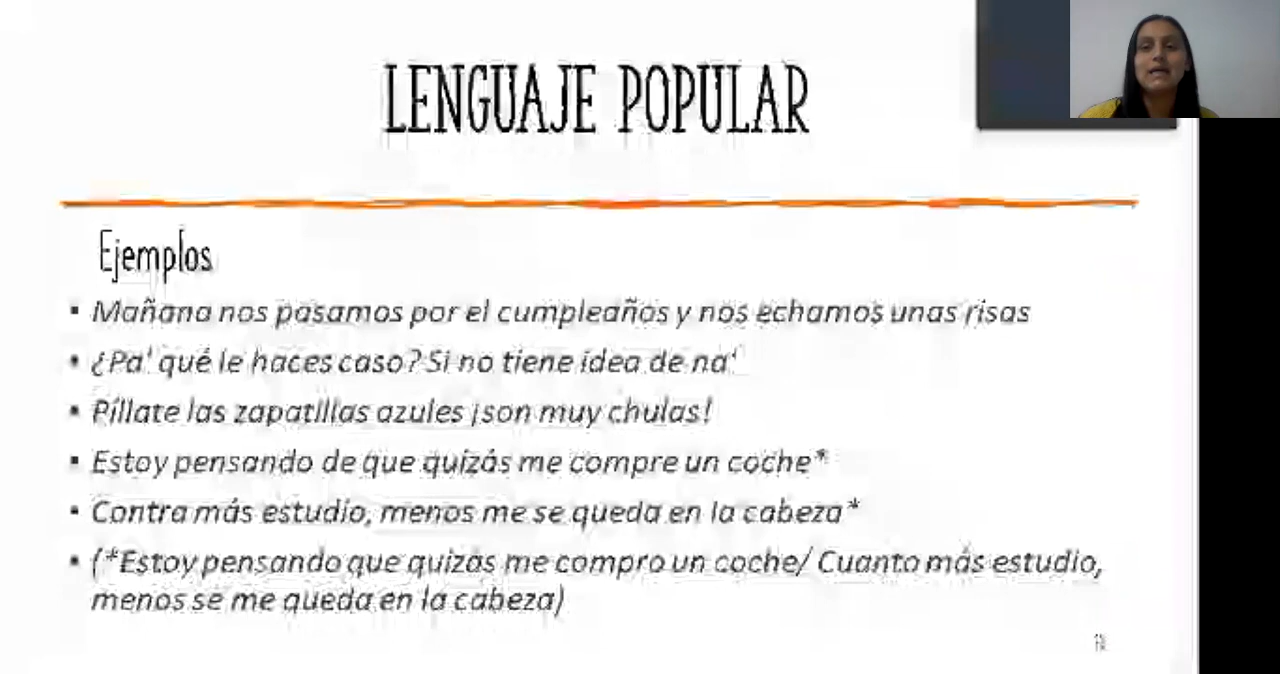 LENGUAJE POPULAR
Ejemplos
▪ Mañana nos pasamos por el cumpleaños y nos echamos unas risas
▪ ¿Pa' qué le haces caso? Si no tiene idea de na'
▪ Píllate las zapatillas azules ¡son muy chulas!
▪ Estoy pensando de que quizás me compre un coche*
▪ Contra más estudio, menos me se queda en la cabeza*
▪ (*Estoy pensando que quizás me compro un coche/ Cuanto más estudio,
menos se me queda en la cabeza)